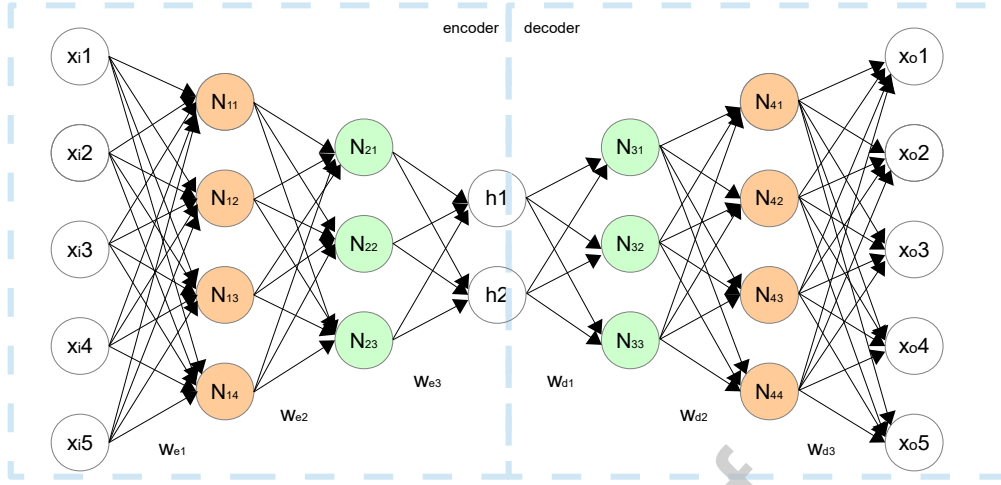 encoder
decoder
xi1
xi2
xi3
xi4
xi5
N11
N12
N13
N14
N21
N22
N23
h1
h2
N31
N32
N33
N41
N42
N43
N44
xo1
xo2
xo3
xo4
xo5
We1
We2
We3
Wd1
Wd2
Wd3
f